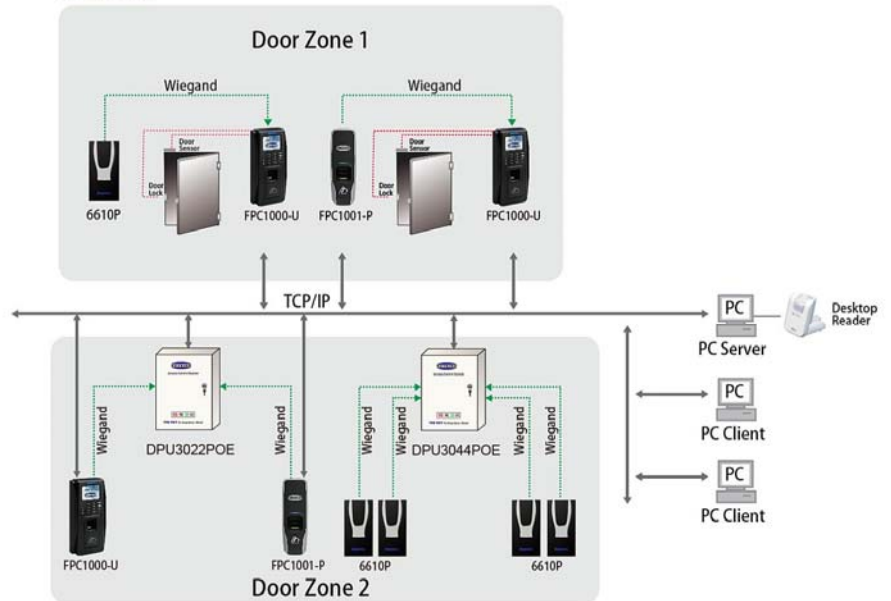 Door Zone 1
Wiegand
Wiegand
Door
Sensor
Door
Lock
Door
Sensor
Door
Lock
6610P
FPC1000-U
FPC1001-P
FPC1000-U
TCP/IP
PC
PC Server
Desktop
Reader
PC
PC Client
PC
PC Client
Wiegand
DPU3022POE
Wiegand
Wiegand
Wiegand
DPU3044POE
Wiegand
Wiegand
FPC1000-U
FPC1001-P
6610P
6610P
Door Zone 2